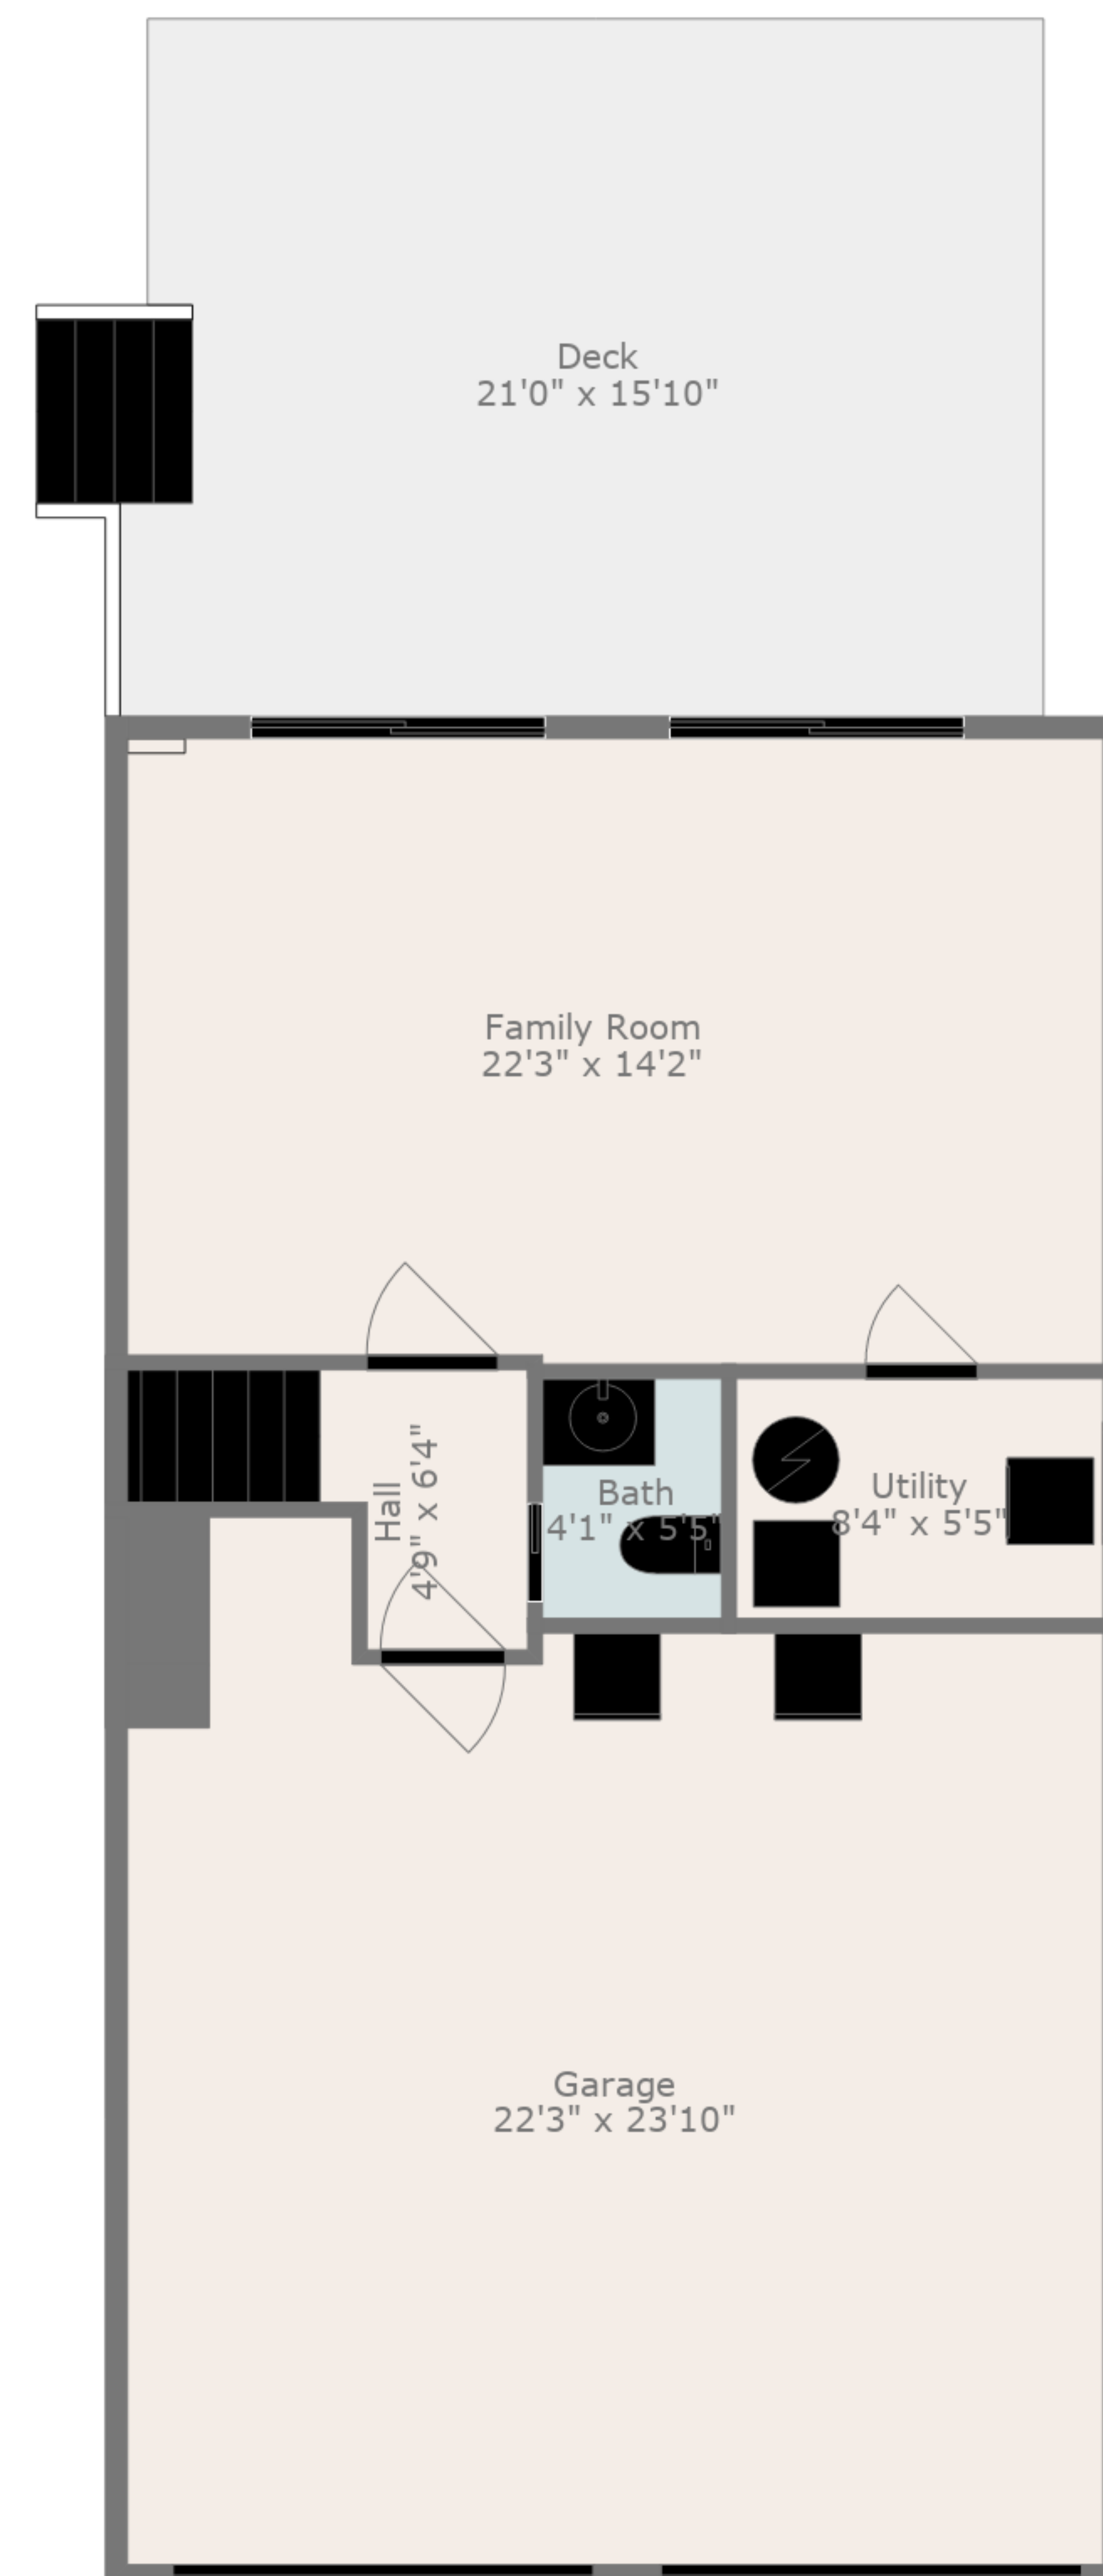 Deck
21'0" x 15'10"
Family Room
22'3" x 14'2"
Hall
4'9" x 6'4"
Bath
4'1" x 5'5"
Utility
8'4" x 5'5"
Garage
22'3" x 23'10"